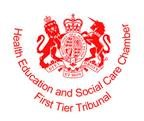 Health Education and Social Care Chamber
First Tier Tribunal